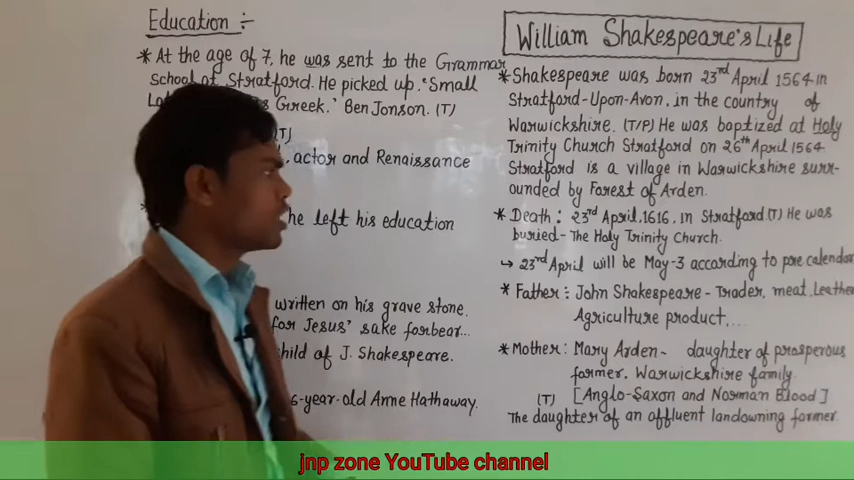 Education :-
* At the age of 7, he was sent to the Grammar
School at Stratford. He picked up. "Small
Greek.' Ben Jonson. (T)
(T)
actor and Renaissance
he left his education
written on his grave stone.
for Jesus' sake forbear...
child of J. Shakespeare.
6-year-old Anne Hathaway.
William Shakespeare's Life
* Shakespeare was born 23rd April 1564 in
Stratford-Upon-Avon, in the country of
Warwickshire. (T/P) He was baptized at Holy
Trinity Church Stratford on 26th April 1564
Stratford is a village in Warwickshire surr-
ounded by Forest of Arden.
* Death: 23rd April, 1616, in Stratford (T) He was
buried - The Holy Trinity Church.
↳ 23rd April will be May-3 according to pre calendar
* Father: John Shakespeare - Trader, meat, Leather
Agriculture product,....
* Mother: Mary Arden - daughter of prosperous
former. Warwickshire family.
(T) [Anglo-Saxon and Norman Blood]
The daughter of an affluent landowning former.
jnp zone YouTube channel